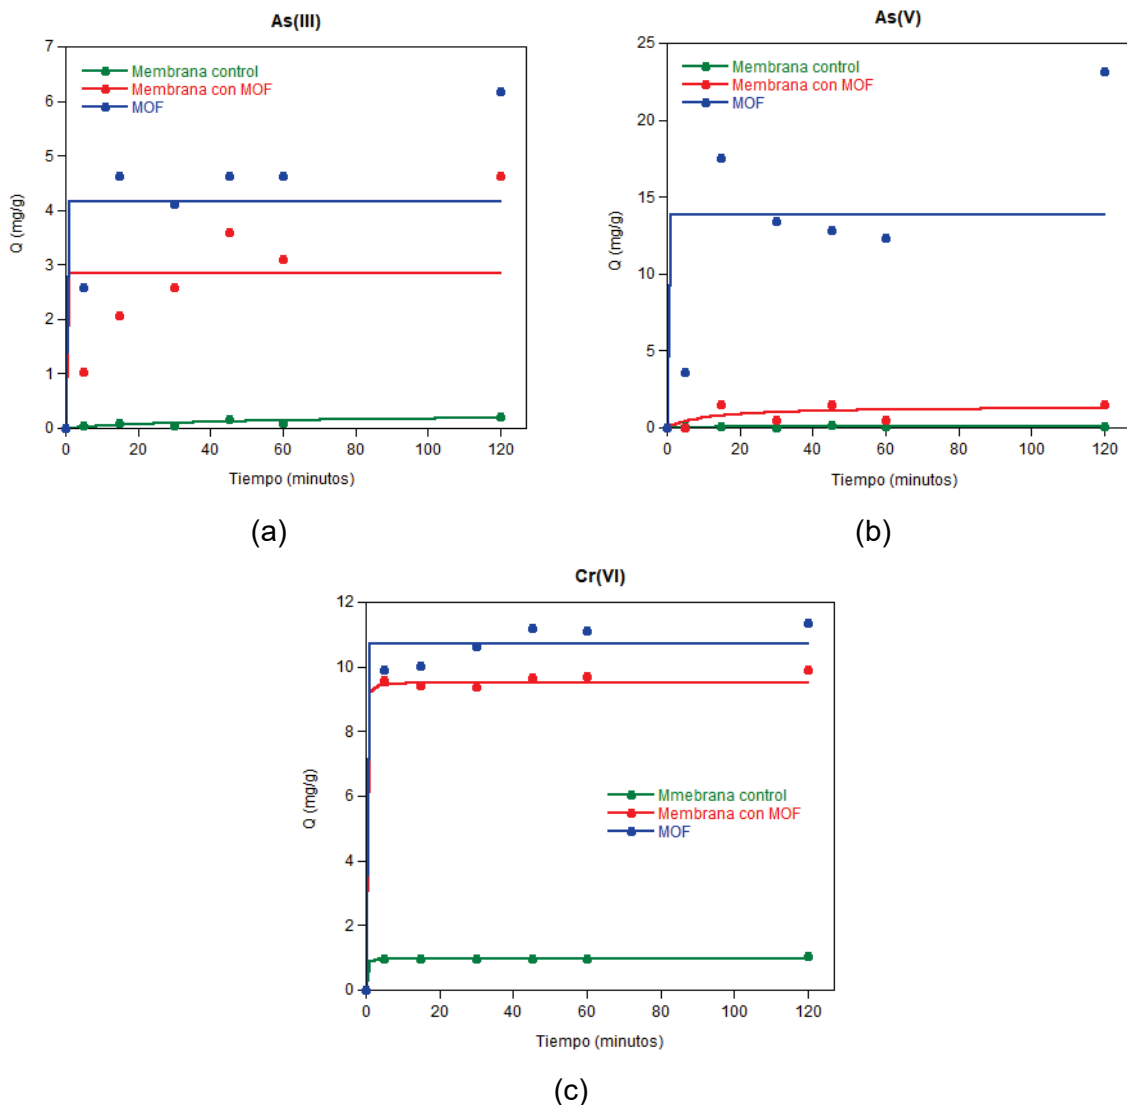 As(III)
7
6
5
4
3
2
1
0
Q (mg/g)
Membrana control
Membrana con MOF
MOF
0 20 40 60 80 100 120
Tiempo (minutos)
(a)
As(V)
25
20
15
10
5
0
Q (mg/g)
Membrana control
Membrana con MOF
MOF
0 20 40 60 80 100 120
Tiempo (minutos)
(b)
Cr(VI)
12
10
8
6
4
2
0
Q (mg/g)
Mmebrana control
Membrana con MOF
MOF
0 20 40 60 80 100 120
Tiempo (minutos)
(c)